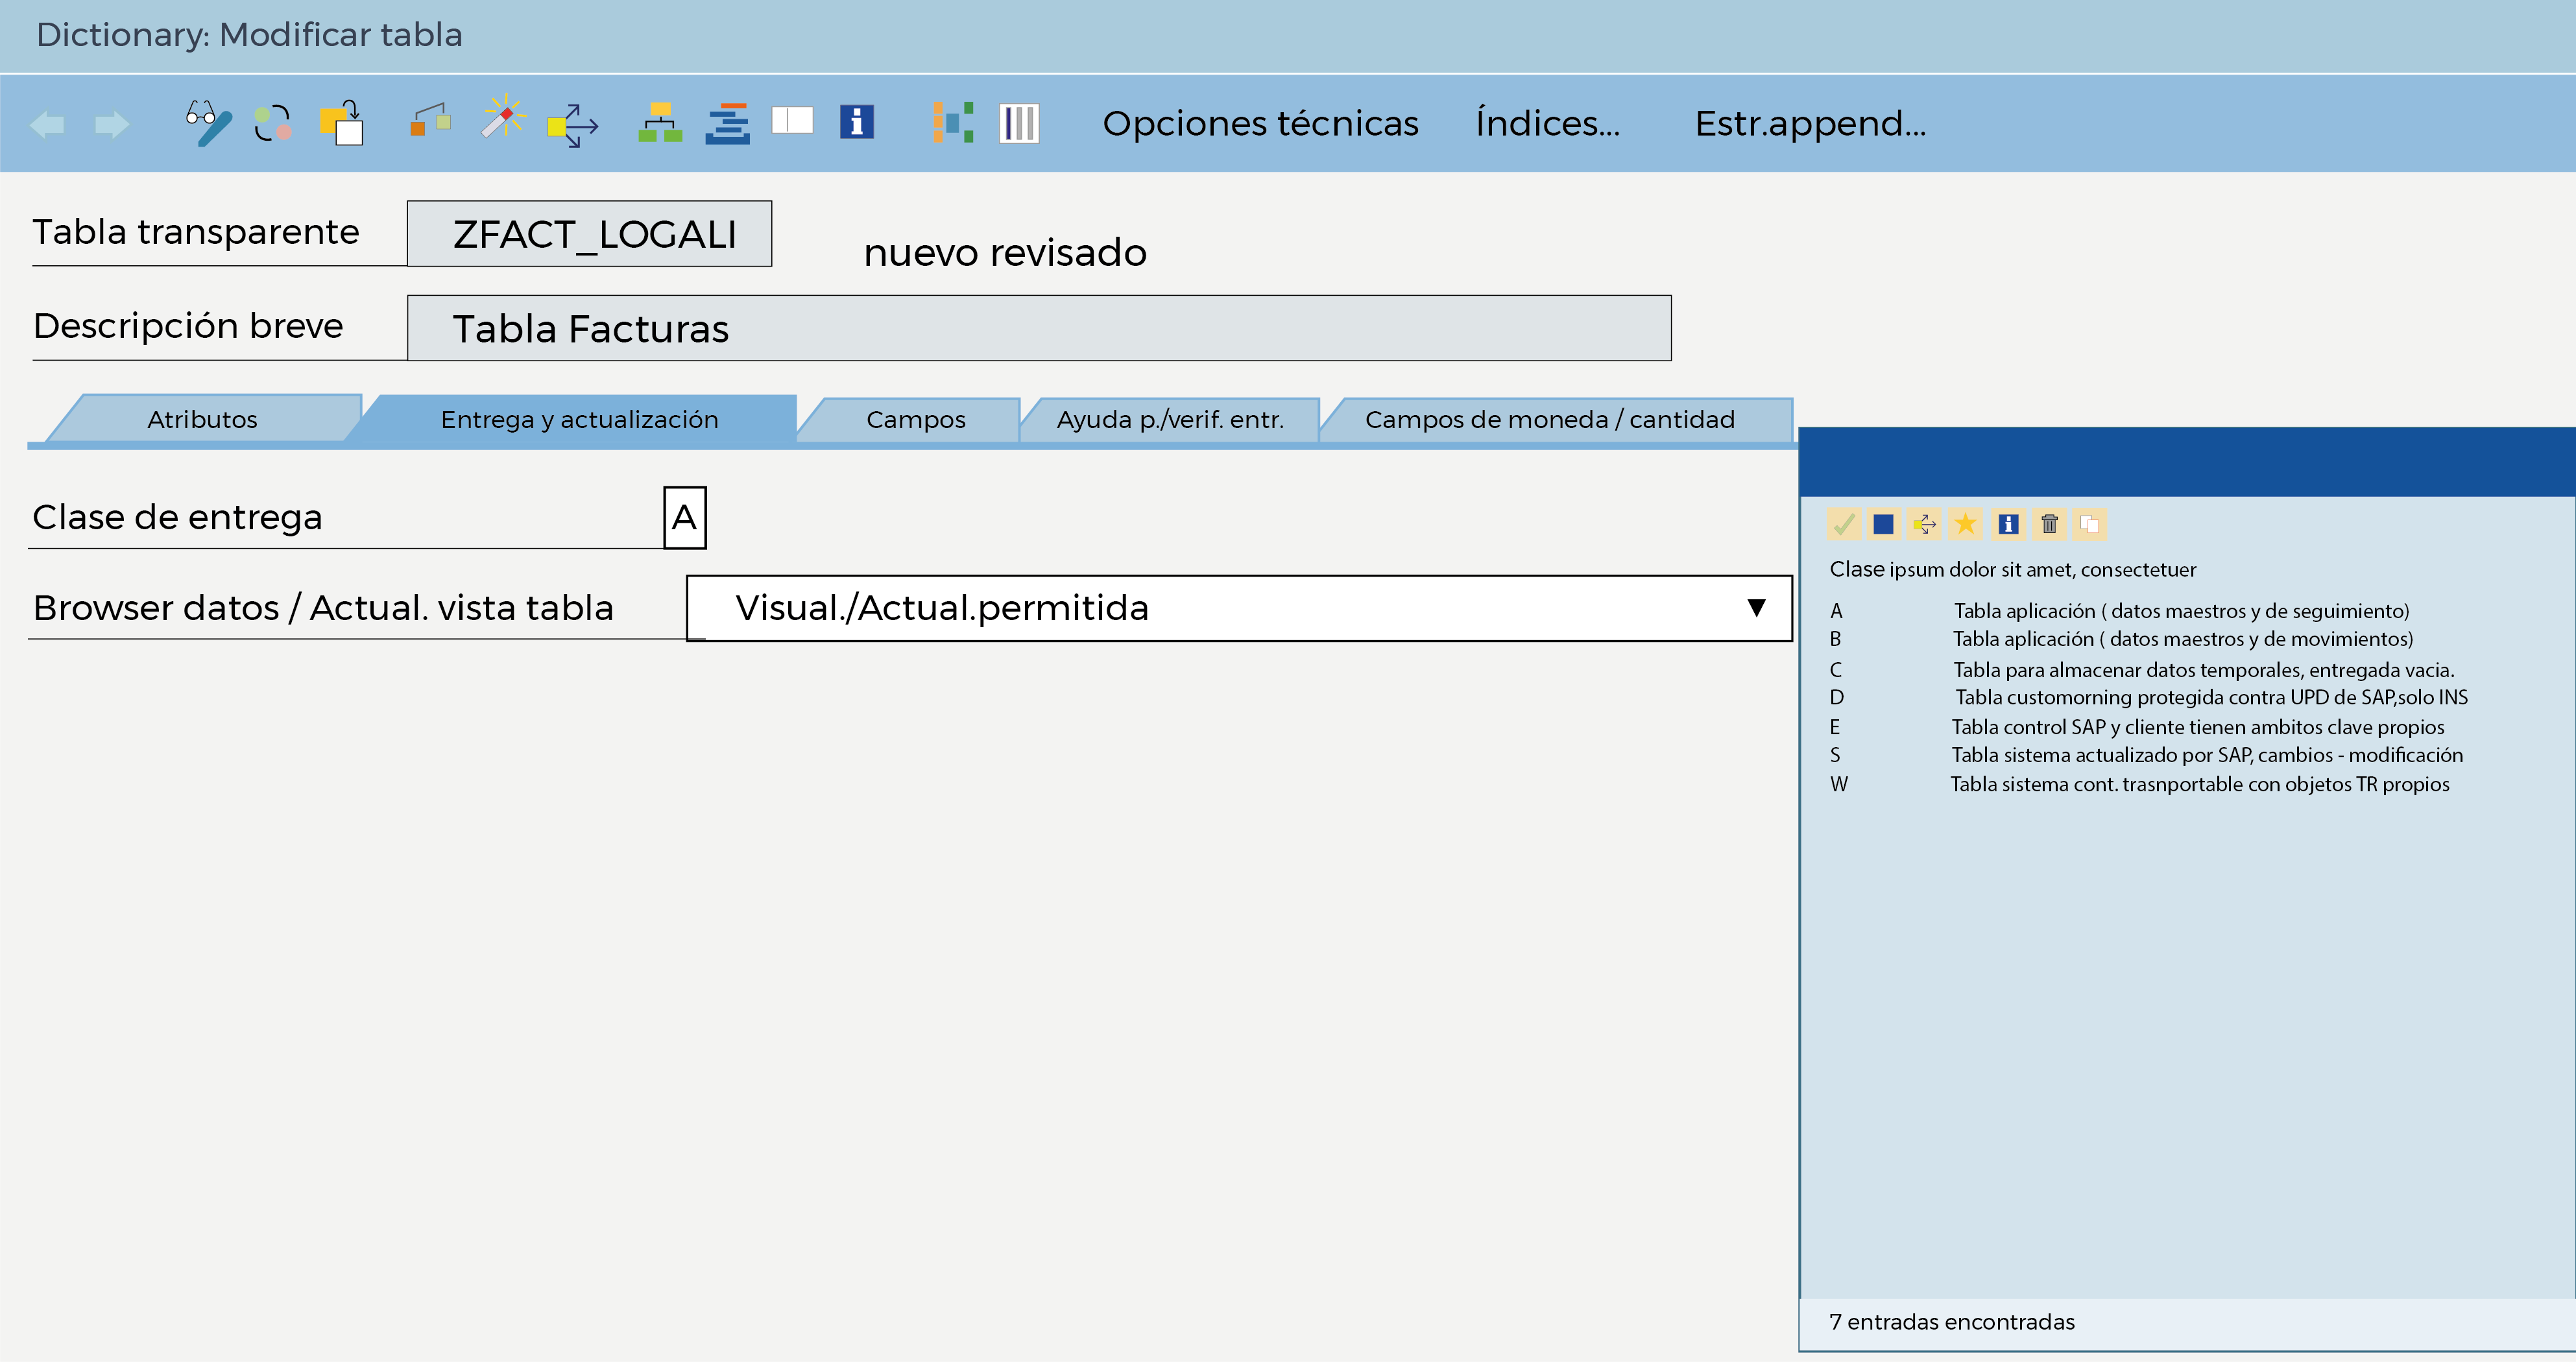 Dictionary: Modificar tabla
Opciones técnicas Índices... Estr.append...
Tabla transparente ZFACT_LOGALI nuevo revisado
Descripción breve Tabla Facturas
Atributos Entrega y actualización Campos Ayuda p./verif. entr. Campos de moneda / cantidad
Clase de entrega A
Browser datos / Actual. vista tabla Visual./Actual.permitida
Clase ipsum dolor sit amet, consectetuer
A Tabla aplicación ( datos maestros y de seguimiento)
B Tabla aplicación ( datos maestros y de movimientos)
C Tabla para almacenar datos temporales, entregada vacia.
D Tabla customorning protegida contra UPD de SAP,solo INS
E Tabla control SAP y cliente tienen ambitos clave propios
S Tabla sistema actualizado por SAP, cambios - modificación
W Tabla sistema cont. trasnportable con objetos TR propios
7 entradas encontradas